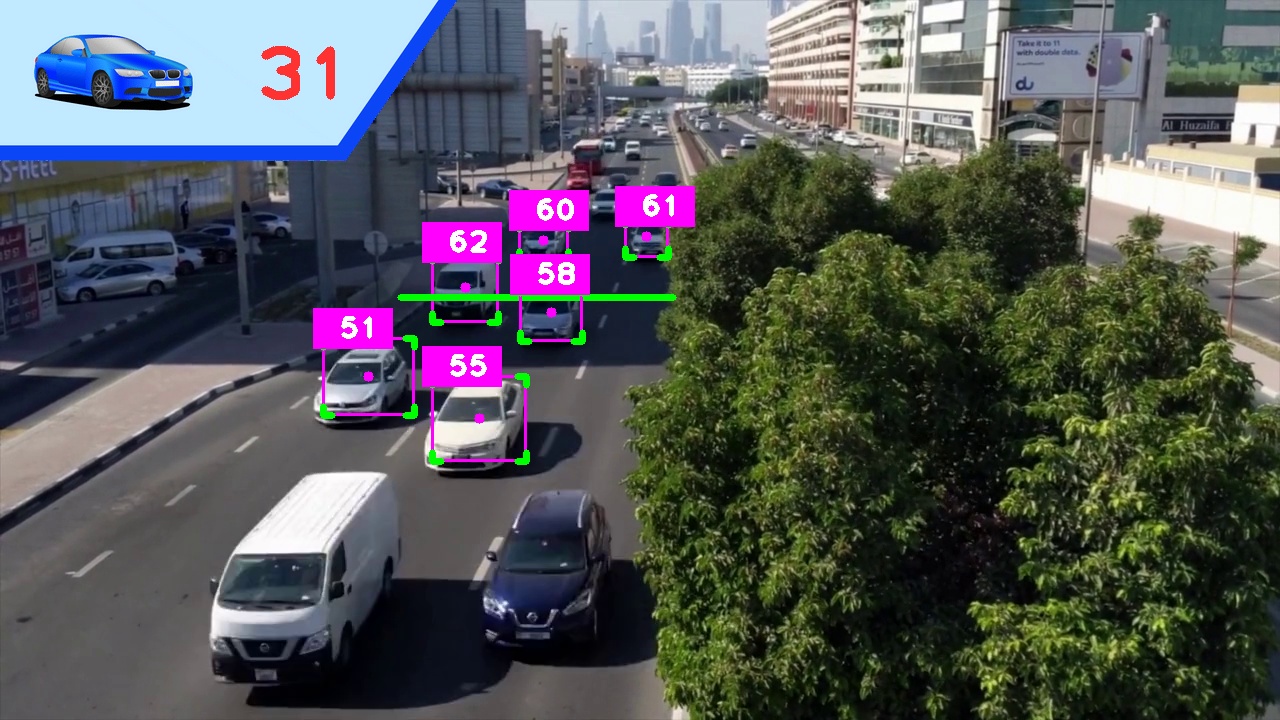 31
S-HEEL
60
61
62
58
51
55
Take it to 11
with double data.
du
Al Huzaifa